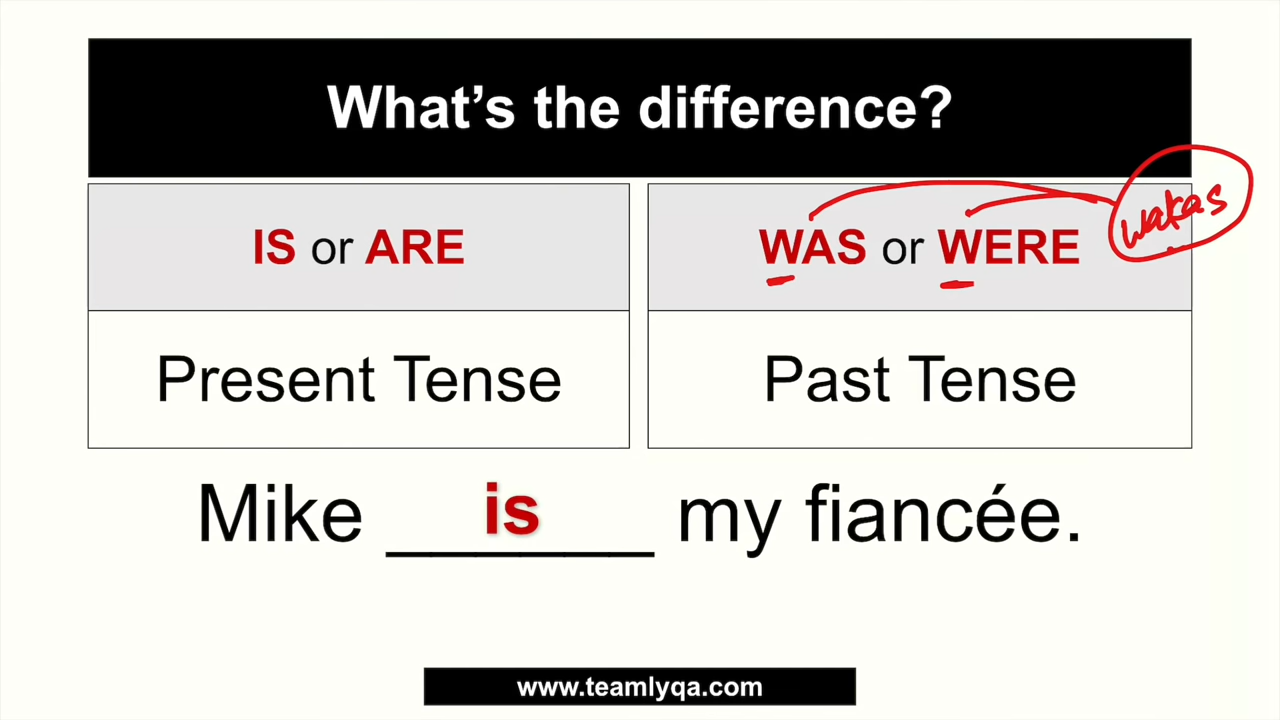 What's the difference?
IS or ARE
WAS or WERE
wakas
Present Tense
Past Tense
Mike is my fiancée.
www.teamlyqa.com